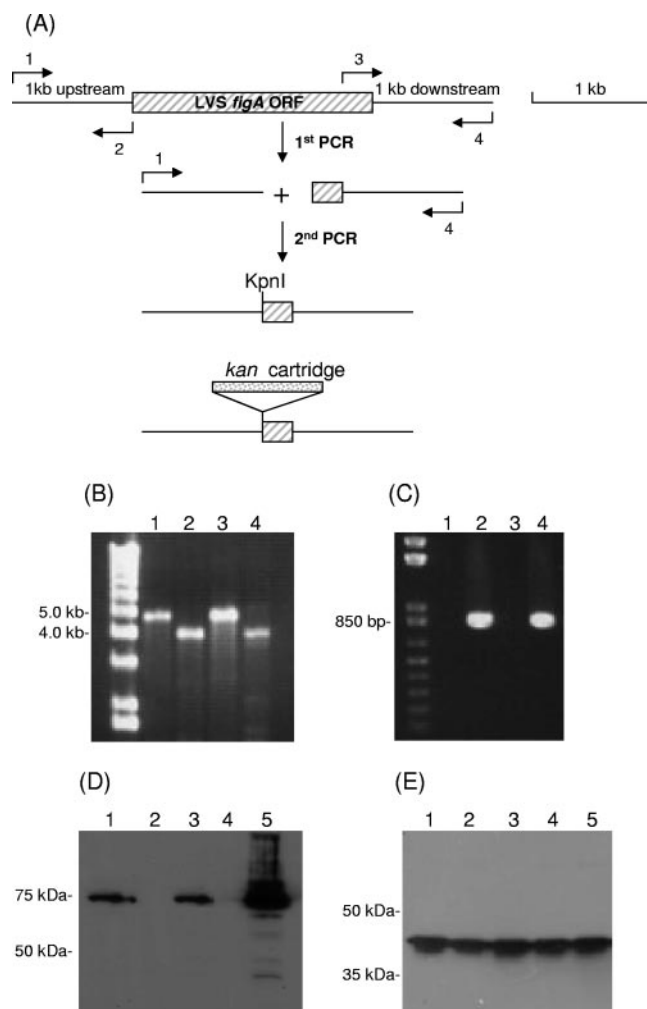 (A)
1 3
1kb upstream LVS figA ORF 1 kb downstream 1 kb
2 1st PCR 4
1
+
4
2nd PCR
KpnI
kan cartridge
(B) (C)
1 2 3 4
5.0 kb-
4.0 kb-
1 2 3 4
850 bp-
(D) (E)
1 2 3 4 5
75 kDa-
50 kDa-
1 2 3 4 5
50 kDa-
35 kDa-